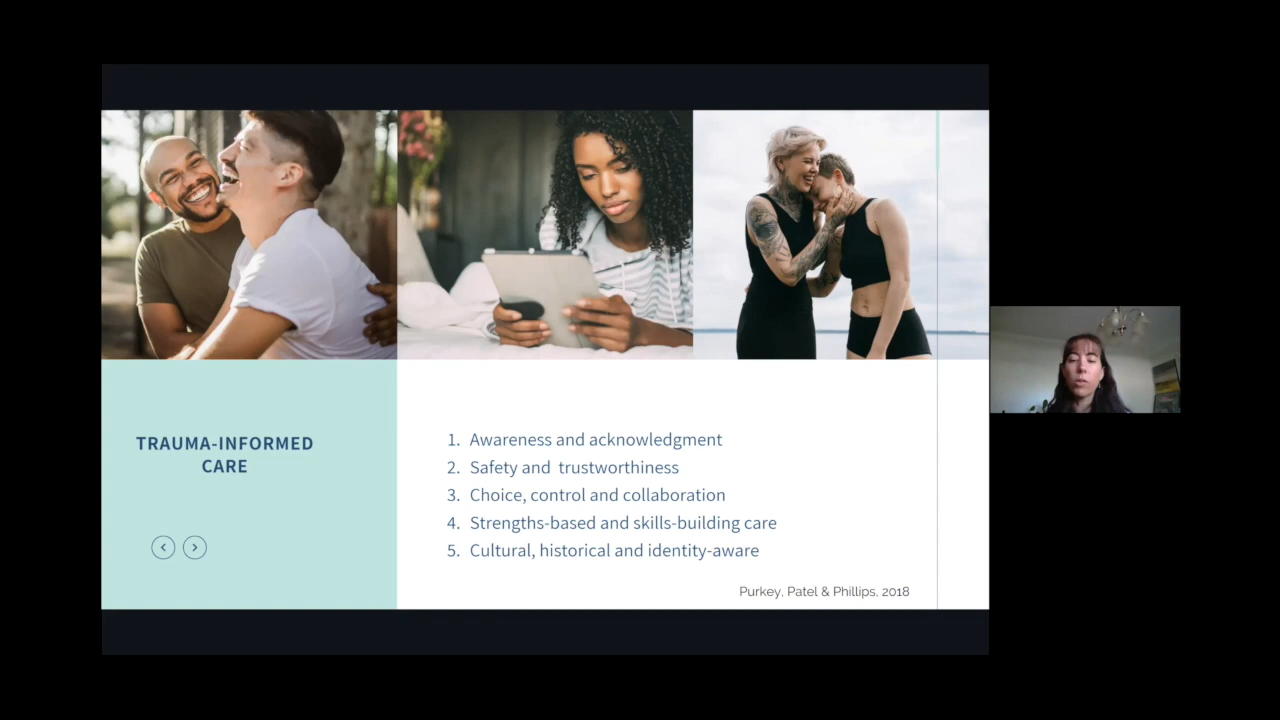 TRAUMA-INFORMED
CARE
1. Awareness and acknowledgment
2. Safety and trustworthiness
3. Choice, control and collaboration
4. Strengths-based and skills-building care
5. Cultural, historical and identity-aware
Purkey, Patel & Phillips, 2018